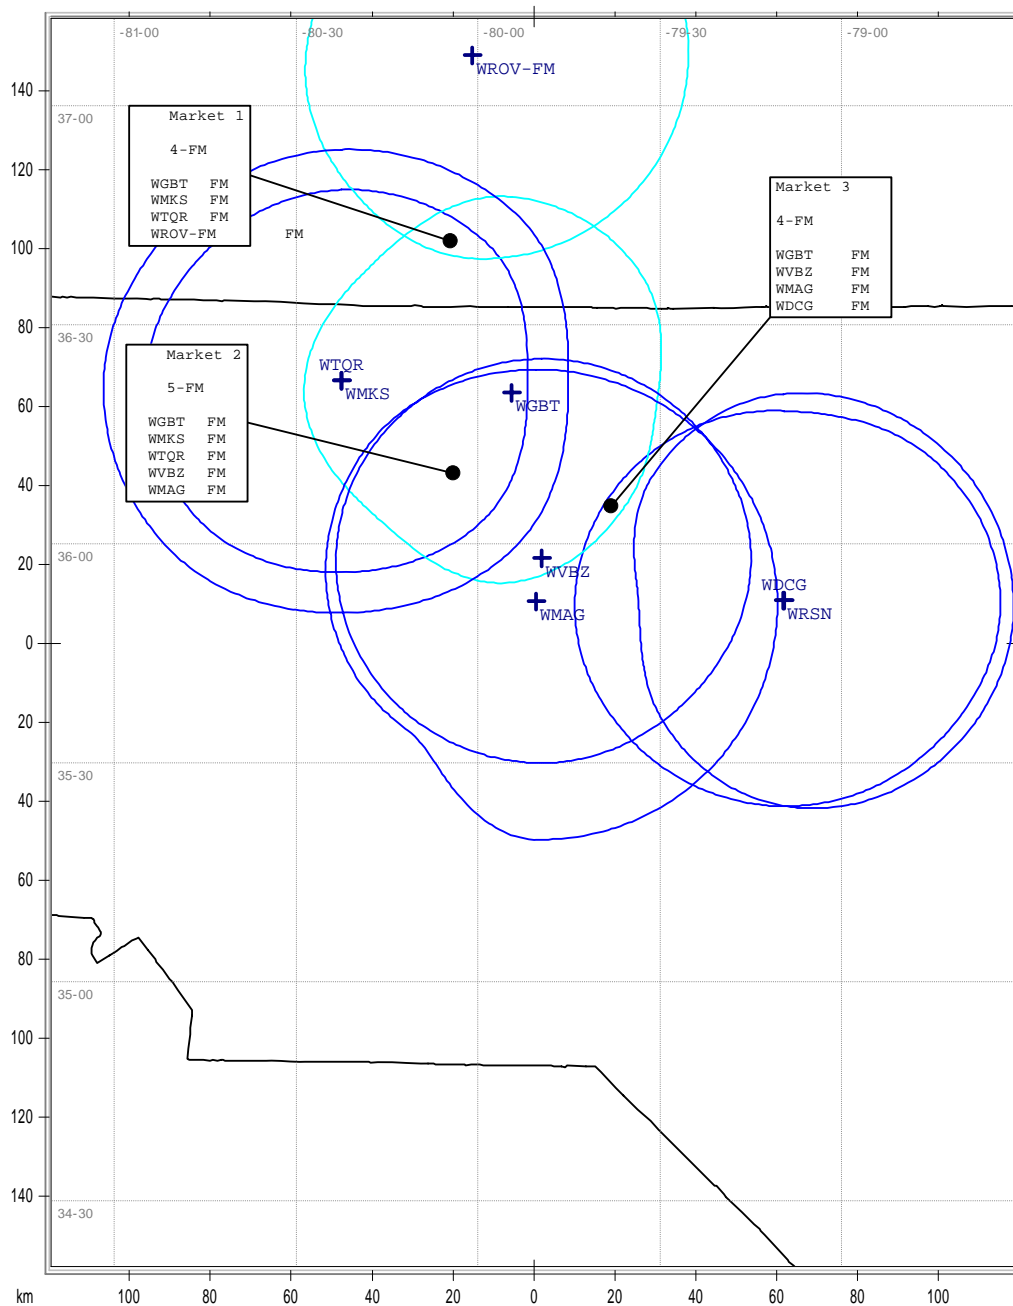 -81-00
-80-30
-80-00
-79-30
-79-00
WROV-FM
140
37-00
Market 1
4-FM
WGBT FM
WMKS FM
WTQR FM
WROV-FM FM
120
Market 3
4-FM
WGBT FM
WVBZ FM
WMAG FM
WDCG FM
100
80
36-30
Market 2
5-FM
WGBT FM
WMKS FM
WTQR FM
WVBZ FM
WMAG FM
WTQR
WMKS
WGBT
60
40
36-00
20
WVBZ
WDCG
WMAG
WRSN
0
20
35-30
40
60
80
35-00
100
120
140
34-30
km 100 80 60 40 20 0 20 40 60 80 100